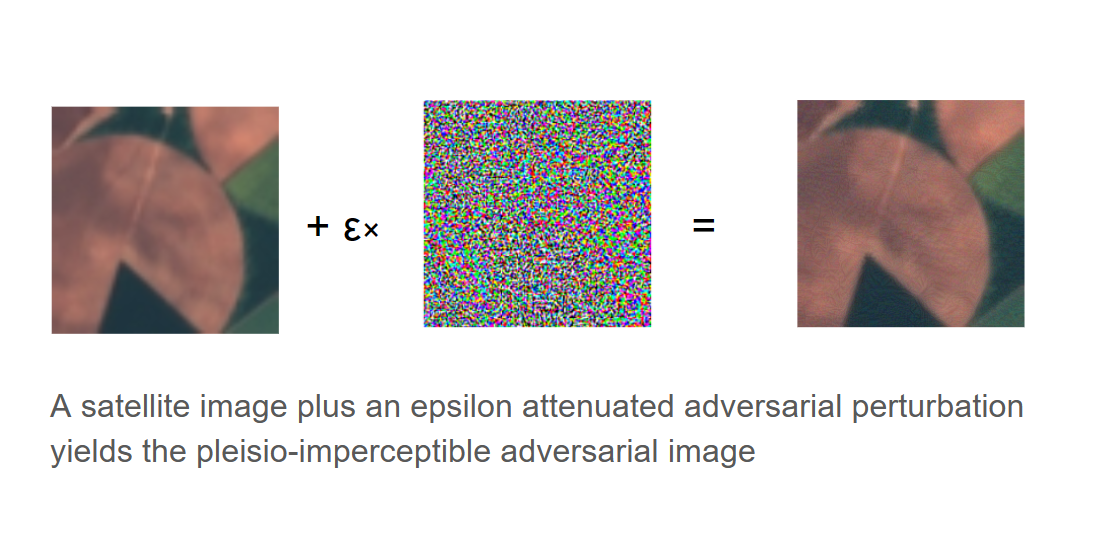 + ε× =
A satellite image plus an epsilon attenuated adversarial perturbation
yields the pleisio-imperceptible adversarial image